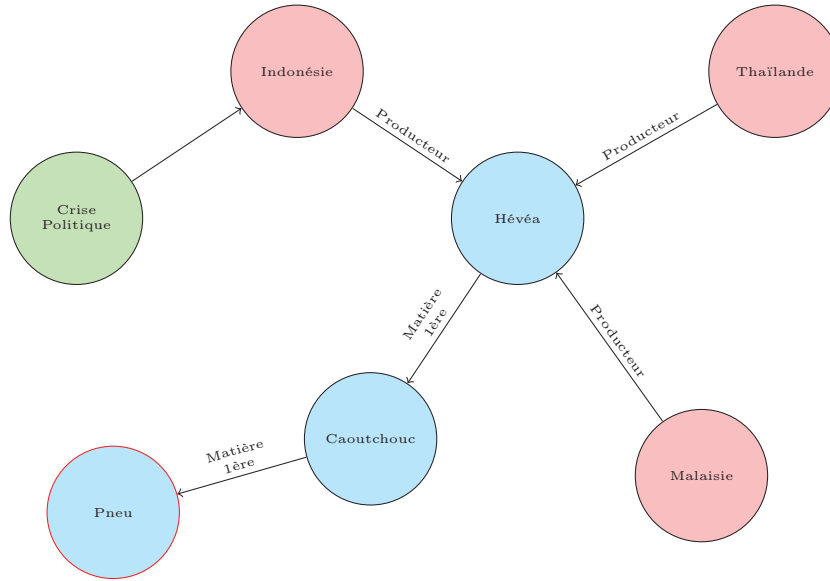 Indonésie
Thaïlande
Producteur
Producteur
Crise
Politique
Hévéa
Matière
1ère
Producteur
Caoutchouc
Matière
1ère
Malaisie
Pneu